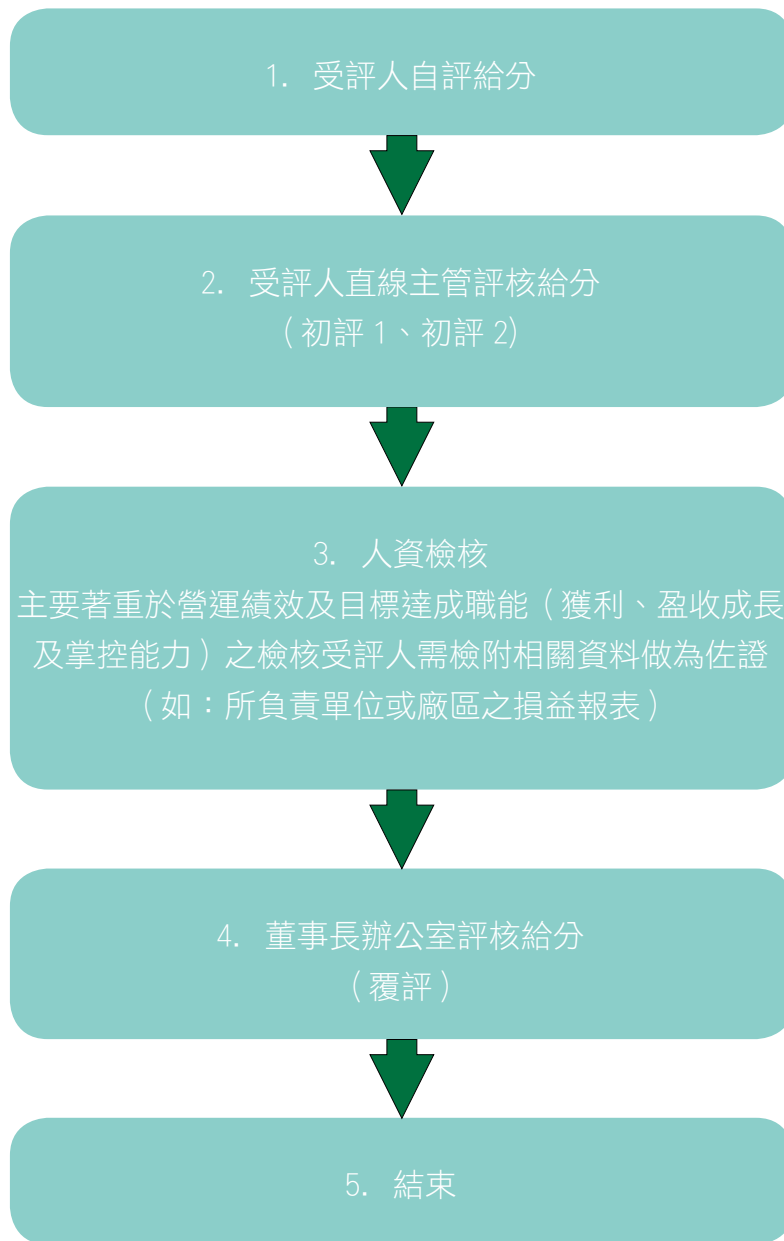 1. 受評人自評給分
2. 受評人直線主管評核給分
（初評 1、初評 2)
3. 人資檢核
主要著重於營運績效及目標達成職能（獲利、盈收成長
及掌控能力）之檢核受評人需檢附相關資料做為佐證
（如：所負責單位或廠區之損益報表）
4. 董事長辦公室評核給分
（覆評）
5. 結束